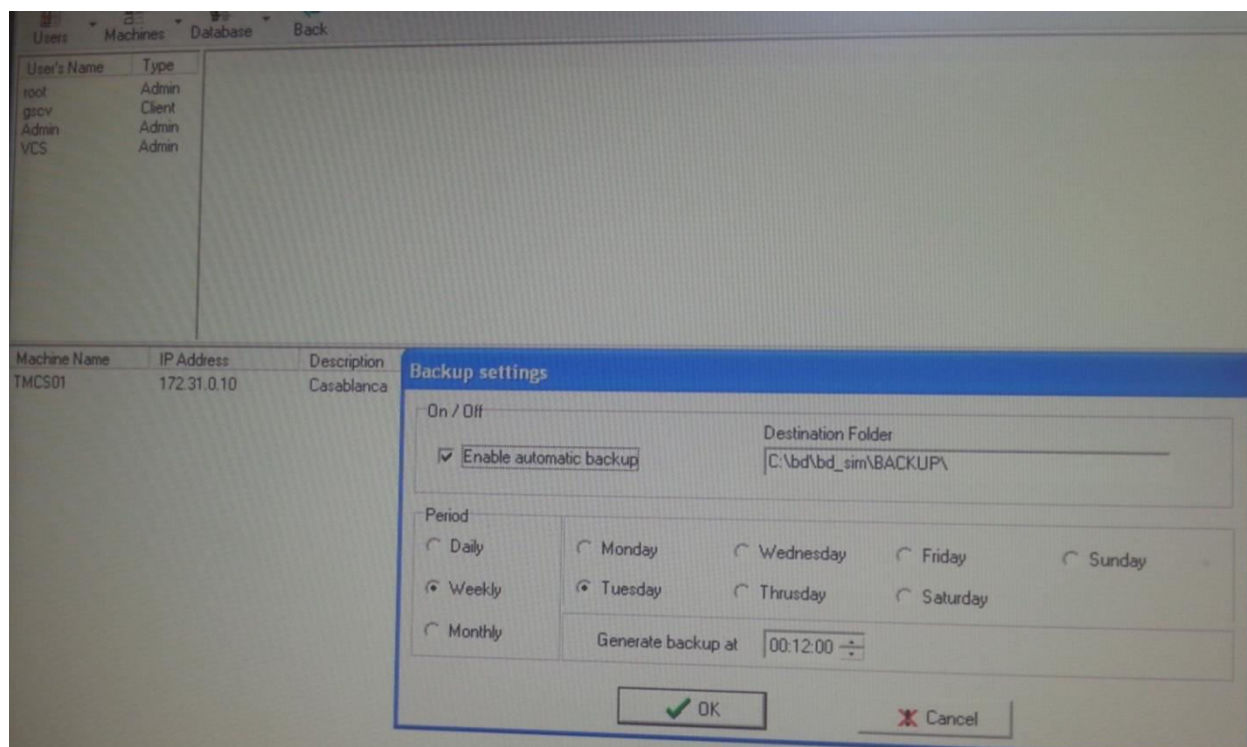 Users Machines Database Back
User's Name Type
root Admin
gscv Client
Admin Admin
VCS Admin
Machine Name IP Address Description
TMCS01 172.31.0.10 Casablanca
Backup settings
On / Off
Destination Folder
Enable automatic backup
C:\bd\bd_sim\BACKUP\
Period
Daily Monday Wednesday Friday Sunday
Weekly Tuesday Thrusday Saturday
Monthly Generate backup at 00:12:00
OK Cancel